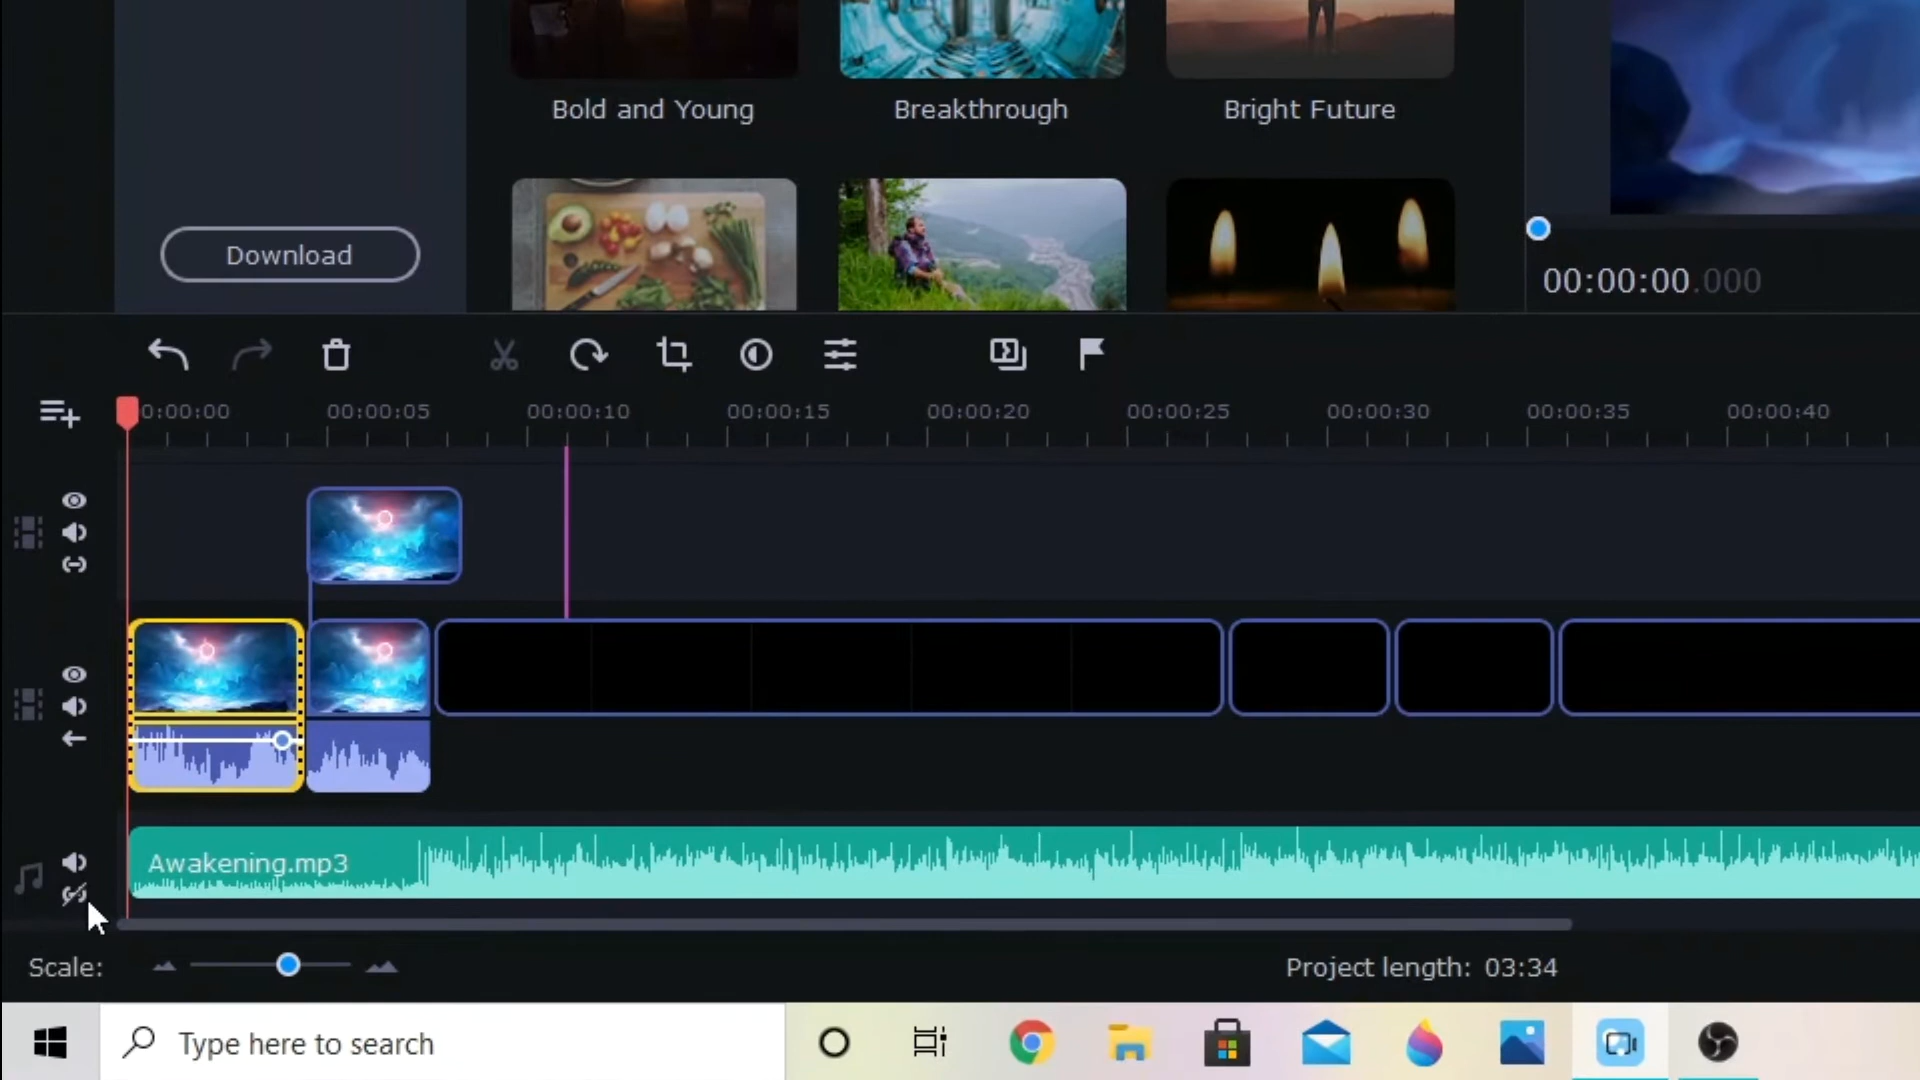 Bold and Young
Breakthrough
Bright Future
Download
00:00:00.000
0:00:00
00:00:05
00:00:10
00:00:15
00:00:20
00:00:25
00:00:30
00:00:35
00:00:40
Awakening.mp3
Scale:
Project length: 03:34
Type here to search